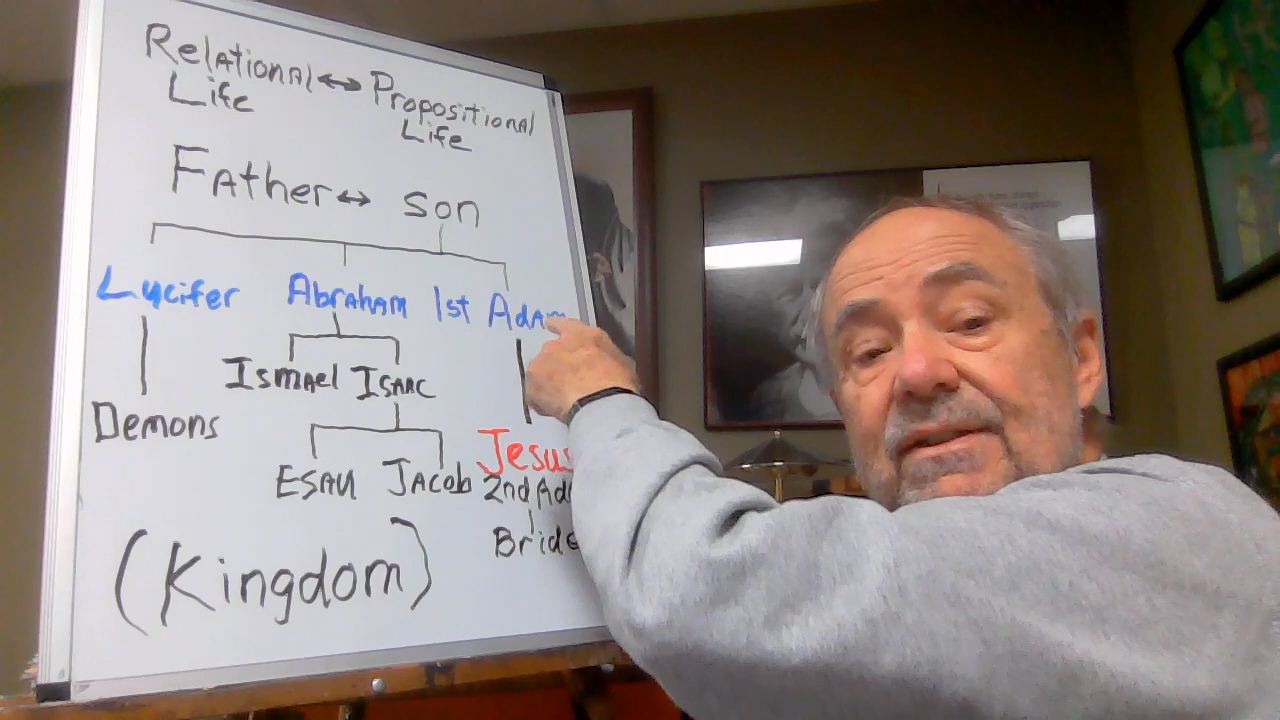 Relational ↔ Propositional
Life Life
Father ↔ son
Lucifer Abraham 1st Adam
Ismael Isaac
Demons
Esau Jacob Jesus
2nd
Bride
(Kingdom)